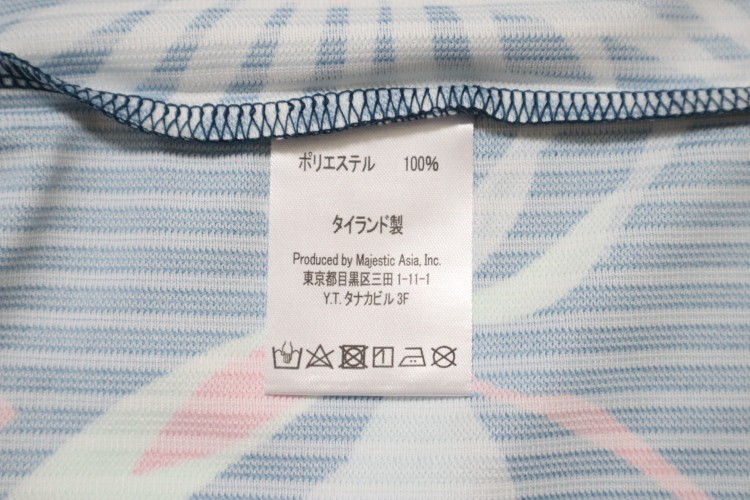 ポリエステル 100%
タイランド製
Produced by Majestic Asia, Inc.
東京都目黒区三田 1-11-1
Y.T. タナカビル 3F